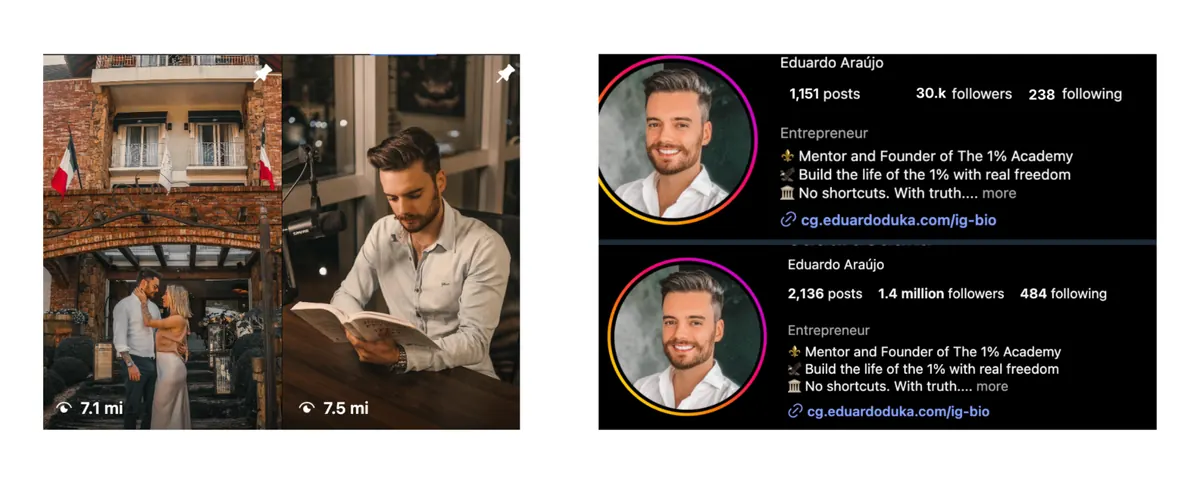 7.1 mi
7.5 mi
Eduardo Araújo
1,151 posts 30.k followers 238 following
Entrepreneur
⚜️ Mentor and Founder of The 1% Academy
🦅 Build the life of the 1% with real freedom
🏛️ No shortcuts. With truth.... more
cg.eduardoduka.com/ig-bio
Eduardo Araújo
2,136 posts 1.4 million followers 484 following
Entrepreneur
⚜️ Mentor and Founder of The 1% Academy
🦅 Build the life of the 1% with real freedom
🏛️ No shortcuts. With truth.... more
cg.eduardoduka.com/ig-bio